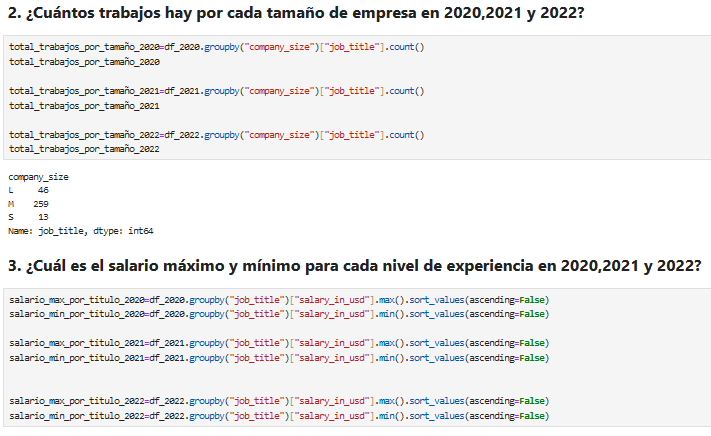 2. ¿Cuántos trabajos hay por cada tamaño de empresa en 2020,2021 y 2022?
total_trabajos_por_tamaño_2020=df_2020.groupby("company_size")["job_title"].count()
total_trabajos_por_tamaño_2020
total_trabajos_por_tamaño_2021=df_2021.groupby("company_size")["job_title"].count()
total_trabajos_por_tamaño_2021
total_trabajos_por_tamaño_2022=df_2022.groupby("company_size")["job_title"].count()
total_trabajos_por_tamaño_2022
company_size
L 46
M 259
S 13
Name: job_title, dtype: int64
3. ¿Cuál es el salario máximo y mínimo para cada nivel de experiencia en 2020,2021 y 2022?
salario_max_por_titulo_2020=df_2020.groupby("job_title")["salary_in_usd"].max().sort_values(ascending=False)
salario_min_por_titulo_2020=df_2020.groupby("job_title")["salary_in_usd"].min().sort_values(ascending=False)
salario_max_por_titulo_2021=df_2021.groupby("job_title")["salary_in_usd"].max().sort_values(ascending=False)
salario_min_por_titulo_2021=df_2021.groupby("job_title")["salary_in_usd"].min().sort_values(ascending=False)
salario_max_por_titulo_2022=df_2022.groupby("job_title")["salary_in_usd"].max().sort_values(ascending=False)
salario_min_por_titulo_2022=df_2022.groupby("job_title")["salary_in_usd"].min().sort_values(ascending=False)